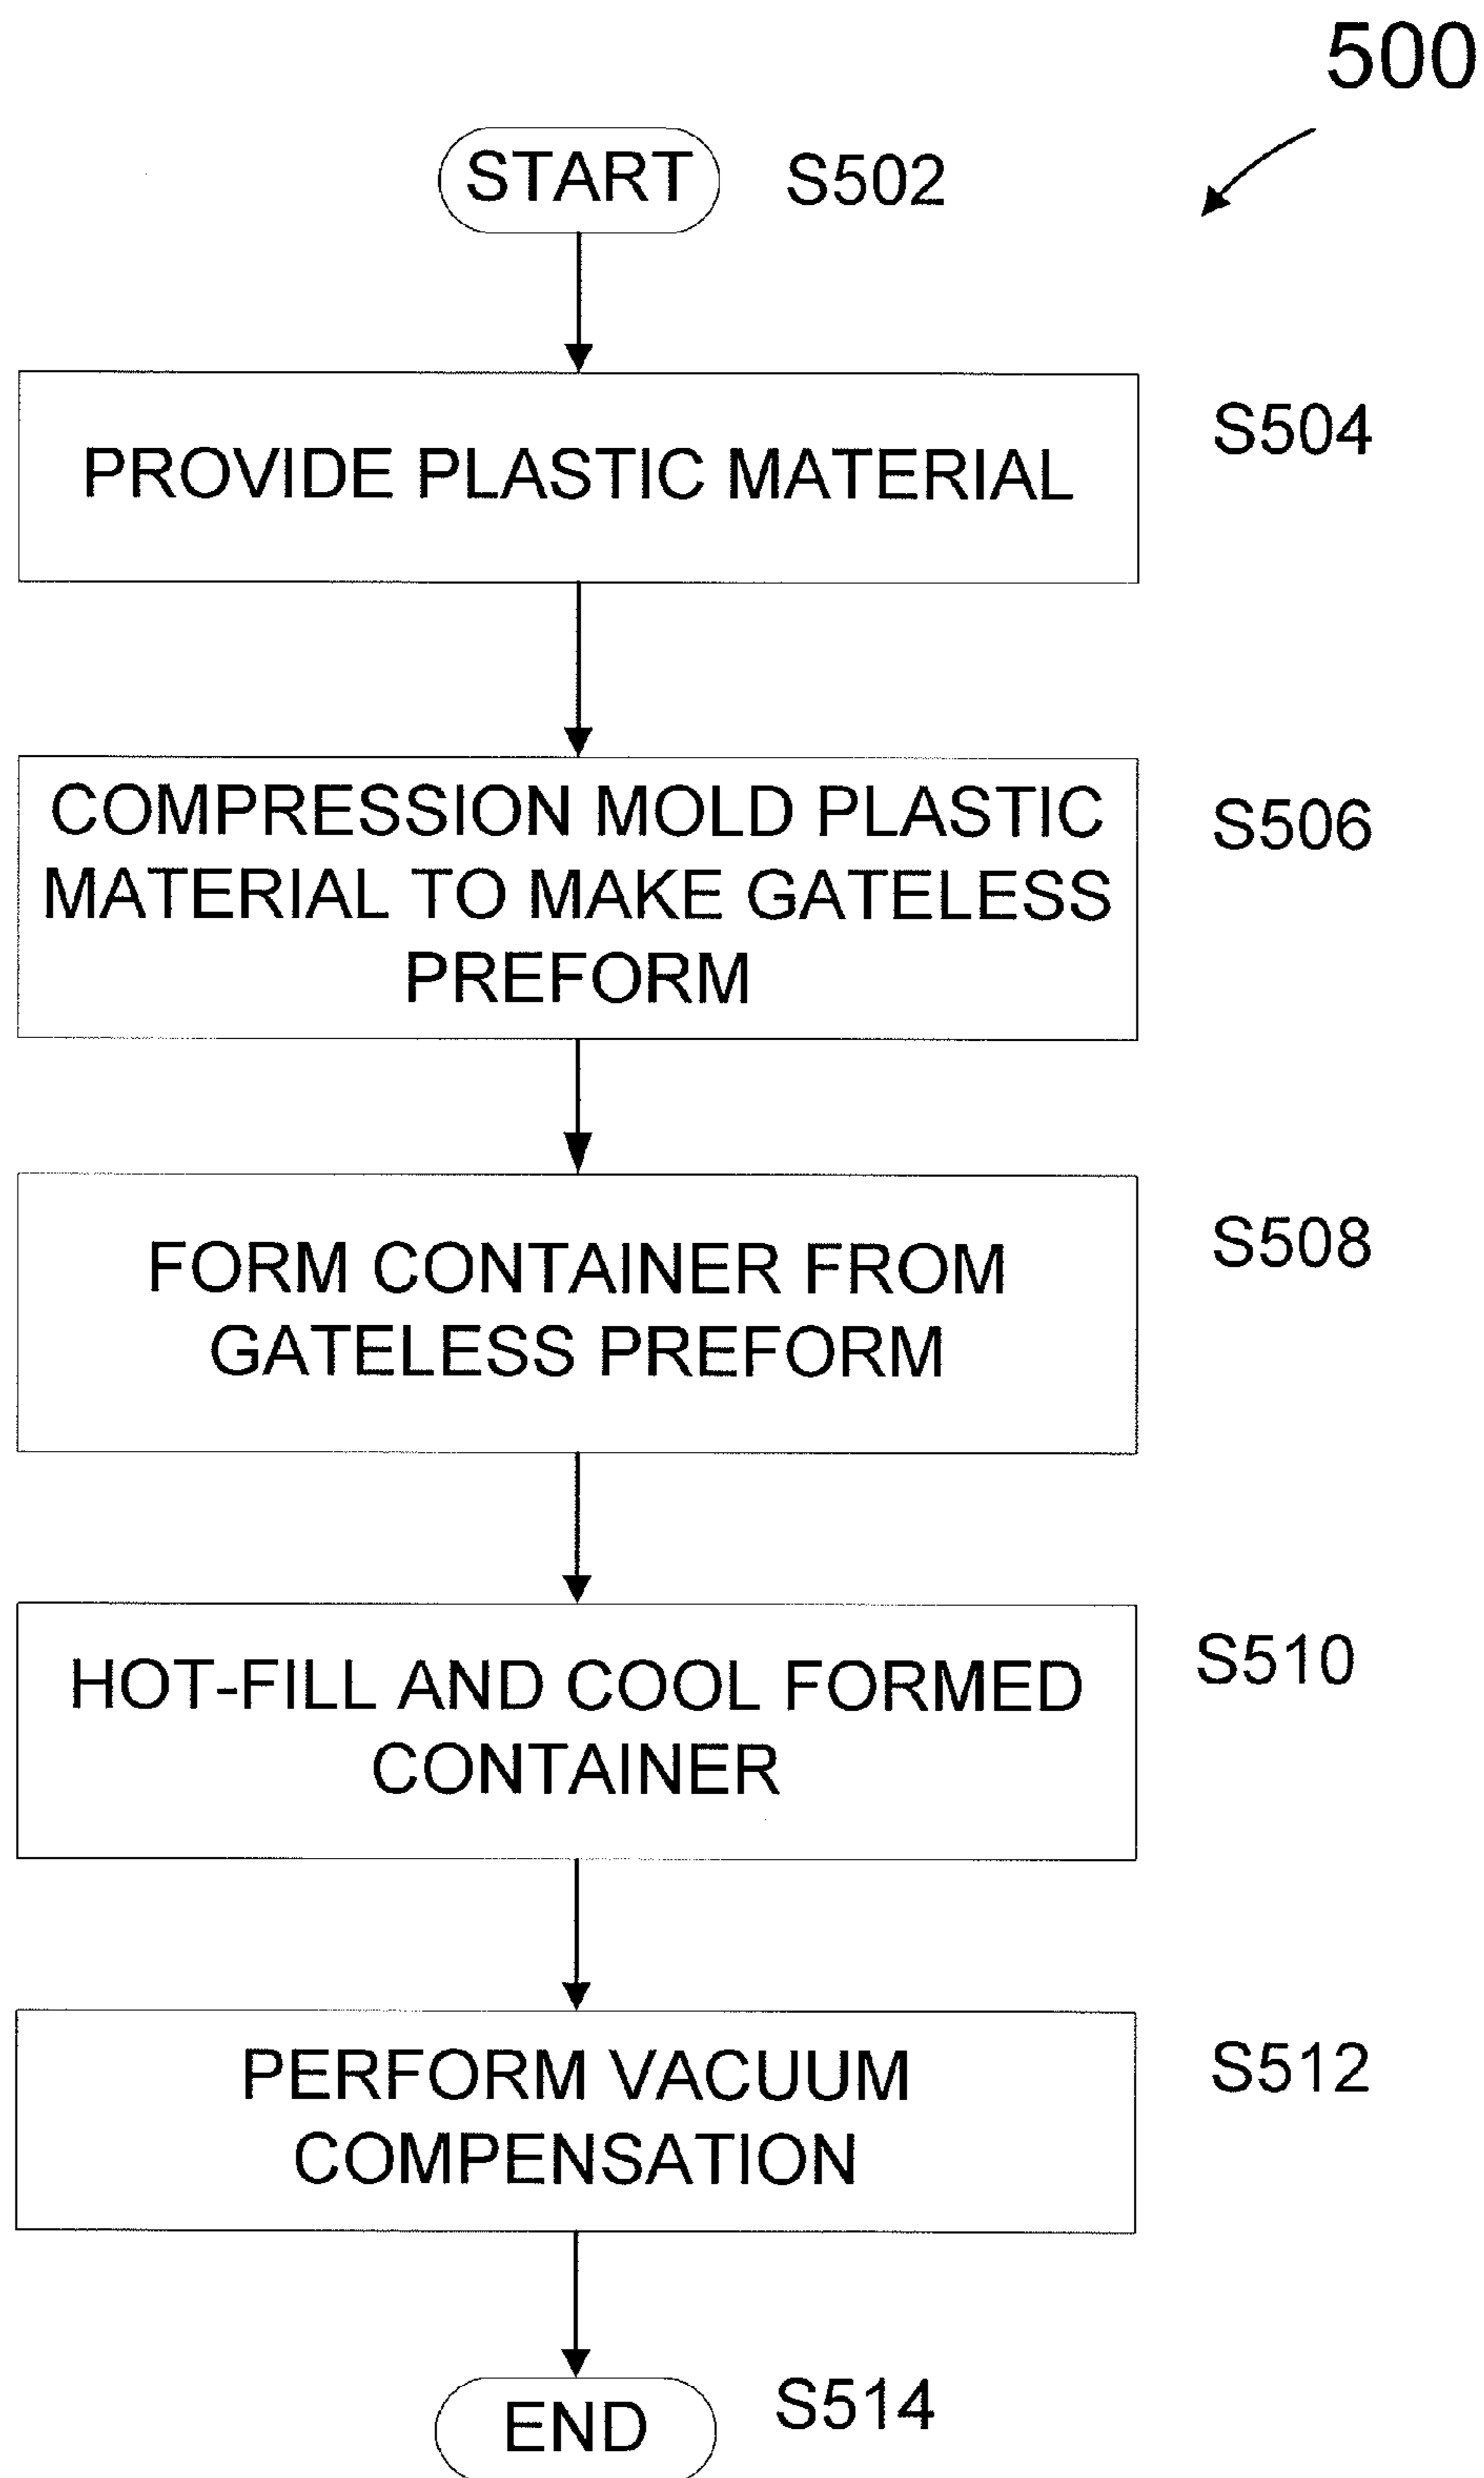 500
START
S502
PROVIDE PLASTIC MATERIAL
S504
COMPRESSION MOLD PLASTIC
MATERIAL TO MAKE GATELESS
PREFORM
S506
FORM CONTAINER FROM
GATELESS PREFORM
S508
HOT-FILL AND COOL FORMED
CONTAINER
S510
PERFORM VACUUM
COMPENSATION
S512
END
S514